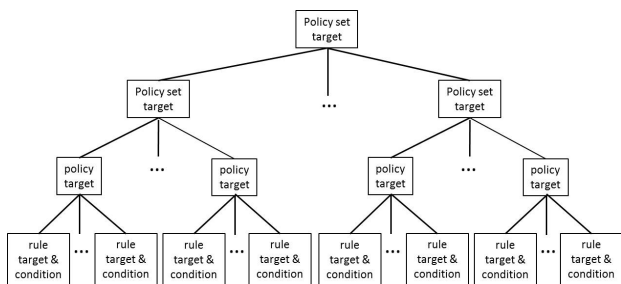 Policy set
target
Policy set
target
...
Policy set
target
policy
target
...
policy
target
policy
target
...
policy
target
rule
target &
condition
...
rule
target &
condition
rule
target &
condition
...
rule
target &
condition
rule
target &
condition
...
rule
target &
condition
rule
target &
condition
...
rule
target &
condition